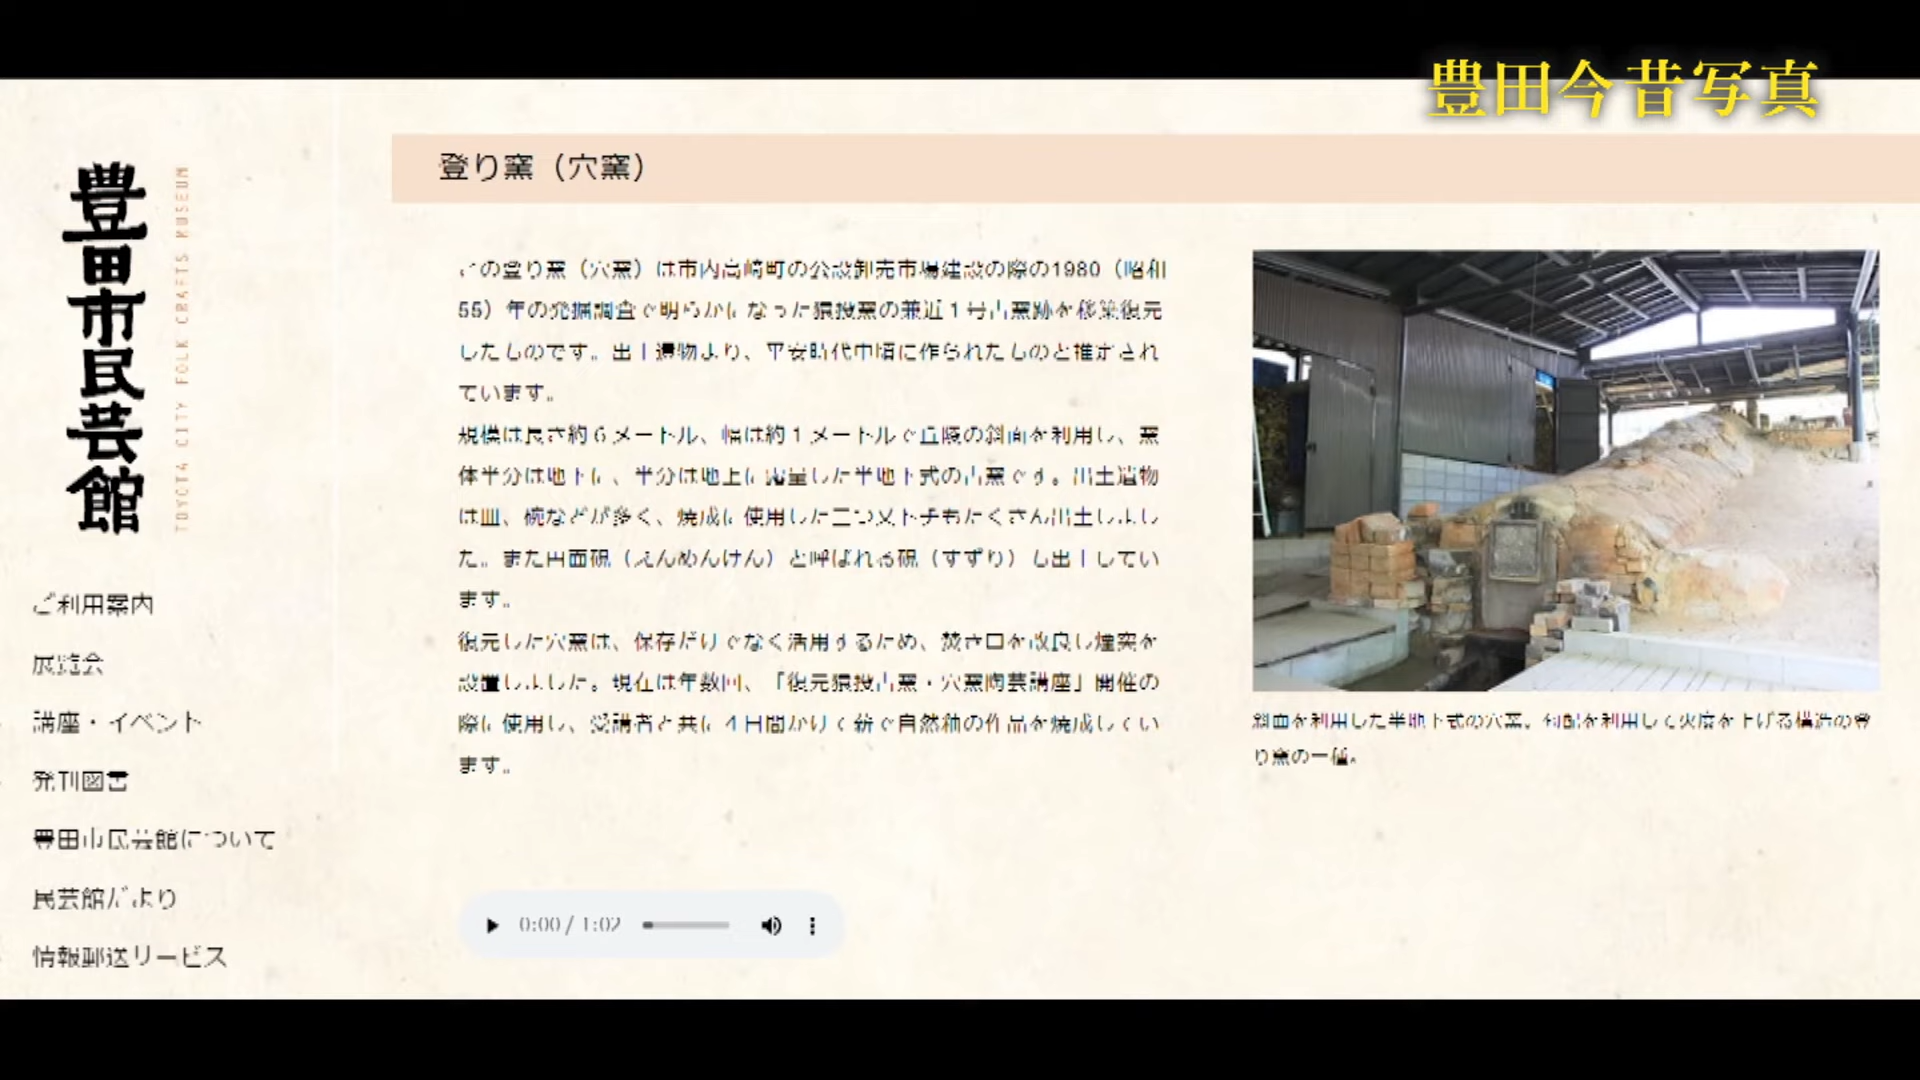 豊田今昔写真
豊田市民芸館
TOYOTA CITY FOLK CRAFTS MUSEUM
ご利用案内
展覧会
講座・イベント
発刊図書
豊田市民芸館について
民芸館だより
情報郵送サービス
登り窯（穴窯）
この登り窯（穴窯）は市内高崎町の公設卸売市場建設の際の1980（昭和
55）年の発掘調査で明らかになった猿投窯の兼近１号古窯跡を移築復元
したものです。出土遺物より、平安時代中頃に作られたものと推定され
ています。
規模は長さ約６メートル、幅は約１メートルで丘陵の斜面を利用し、窯
体半分は地下に、半分は地上に露呈した半地下式の古窯です。出土遺物
は皿、碗などが多く、焼成に使用した三つ又トチもたくさん出土しまし
た。また円面硯（えんめんけん）と呼ばれる硯（すずり）も出土してい
ます。
復元した穴窯は、保存だけでなく活用するため、焚き口を改良し煙突を
設置しました。現在は年数回、「復元猿投古窯・穴窯陶芸講座」開催の
際に使用し、受講者と共に４日間かけて薪で自然釉の作品を焼成してい
ます。
0:00 / 1:02
斜面を利用した半地下式の穴窯。勾配を利用して火度を上げる構造の登
り窯の一種。